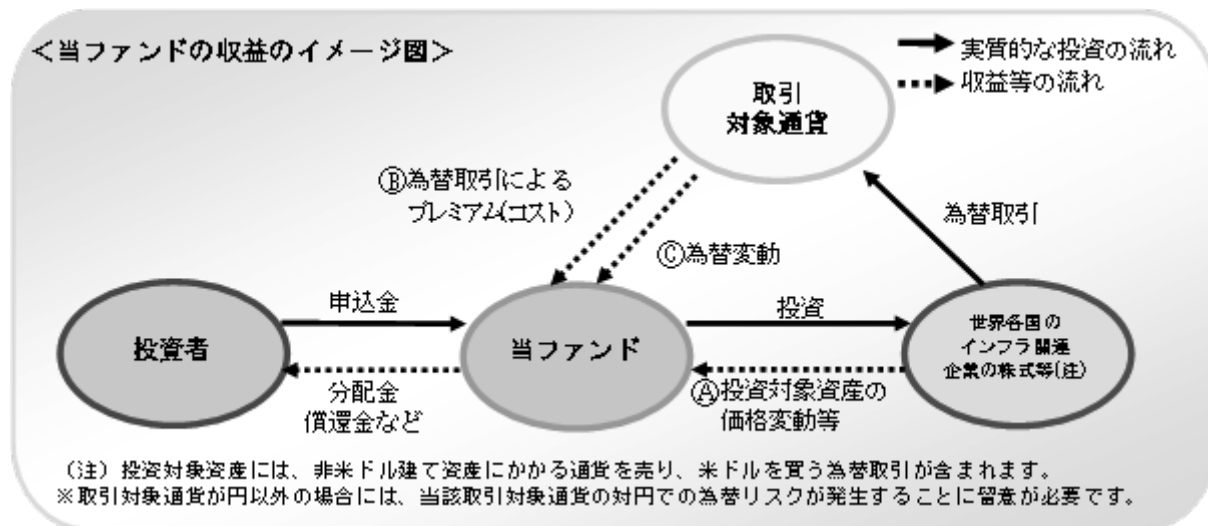 ＜当ファンドの収益のイメージ図＞
実質的な投資の流れ
収益等の流れ
取引
対象通貨
Ⓑ為替取引による
プレミアム(コスト)
為替取引
Ⓒ為替変動
申込金
投資
投資者
当ファンド
世界各国の
インフラ関連
企業の株式等(注)
分配金
償還金など
Ⓐ投資対象資産の
価格変動等
（注）投資対象資産には、非米ドル建て資産にかかる通貨を売り、米ドルを買う為替取引が含まれます。
※取引対象通貨が円以外の場合には、当該取引対象通貨の対円での為替リスクが発生することに留意が必要です。